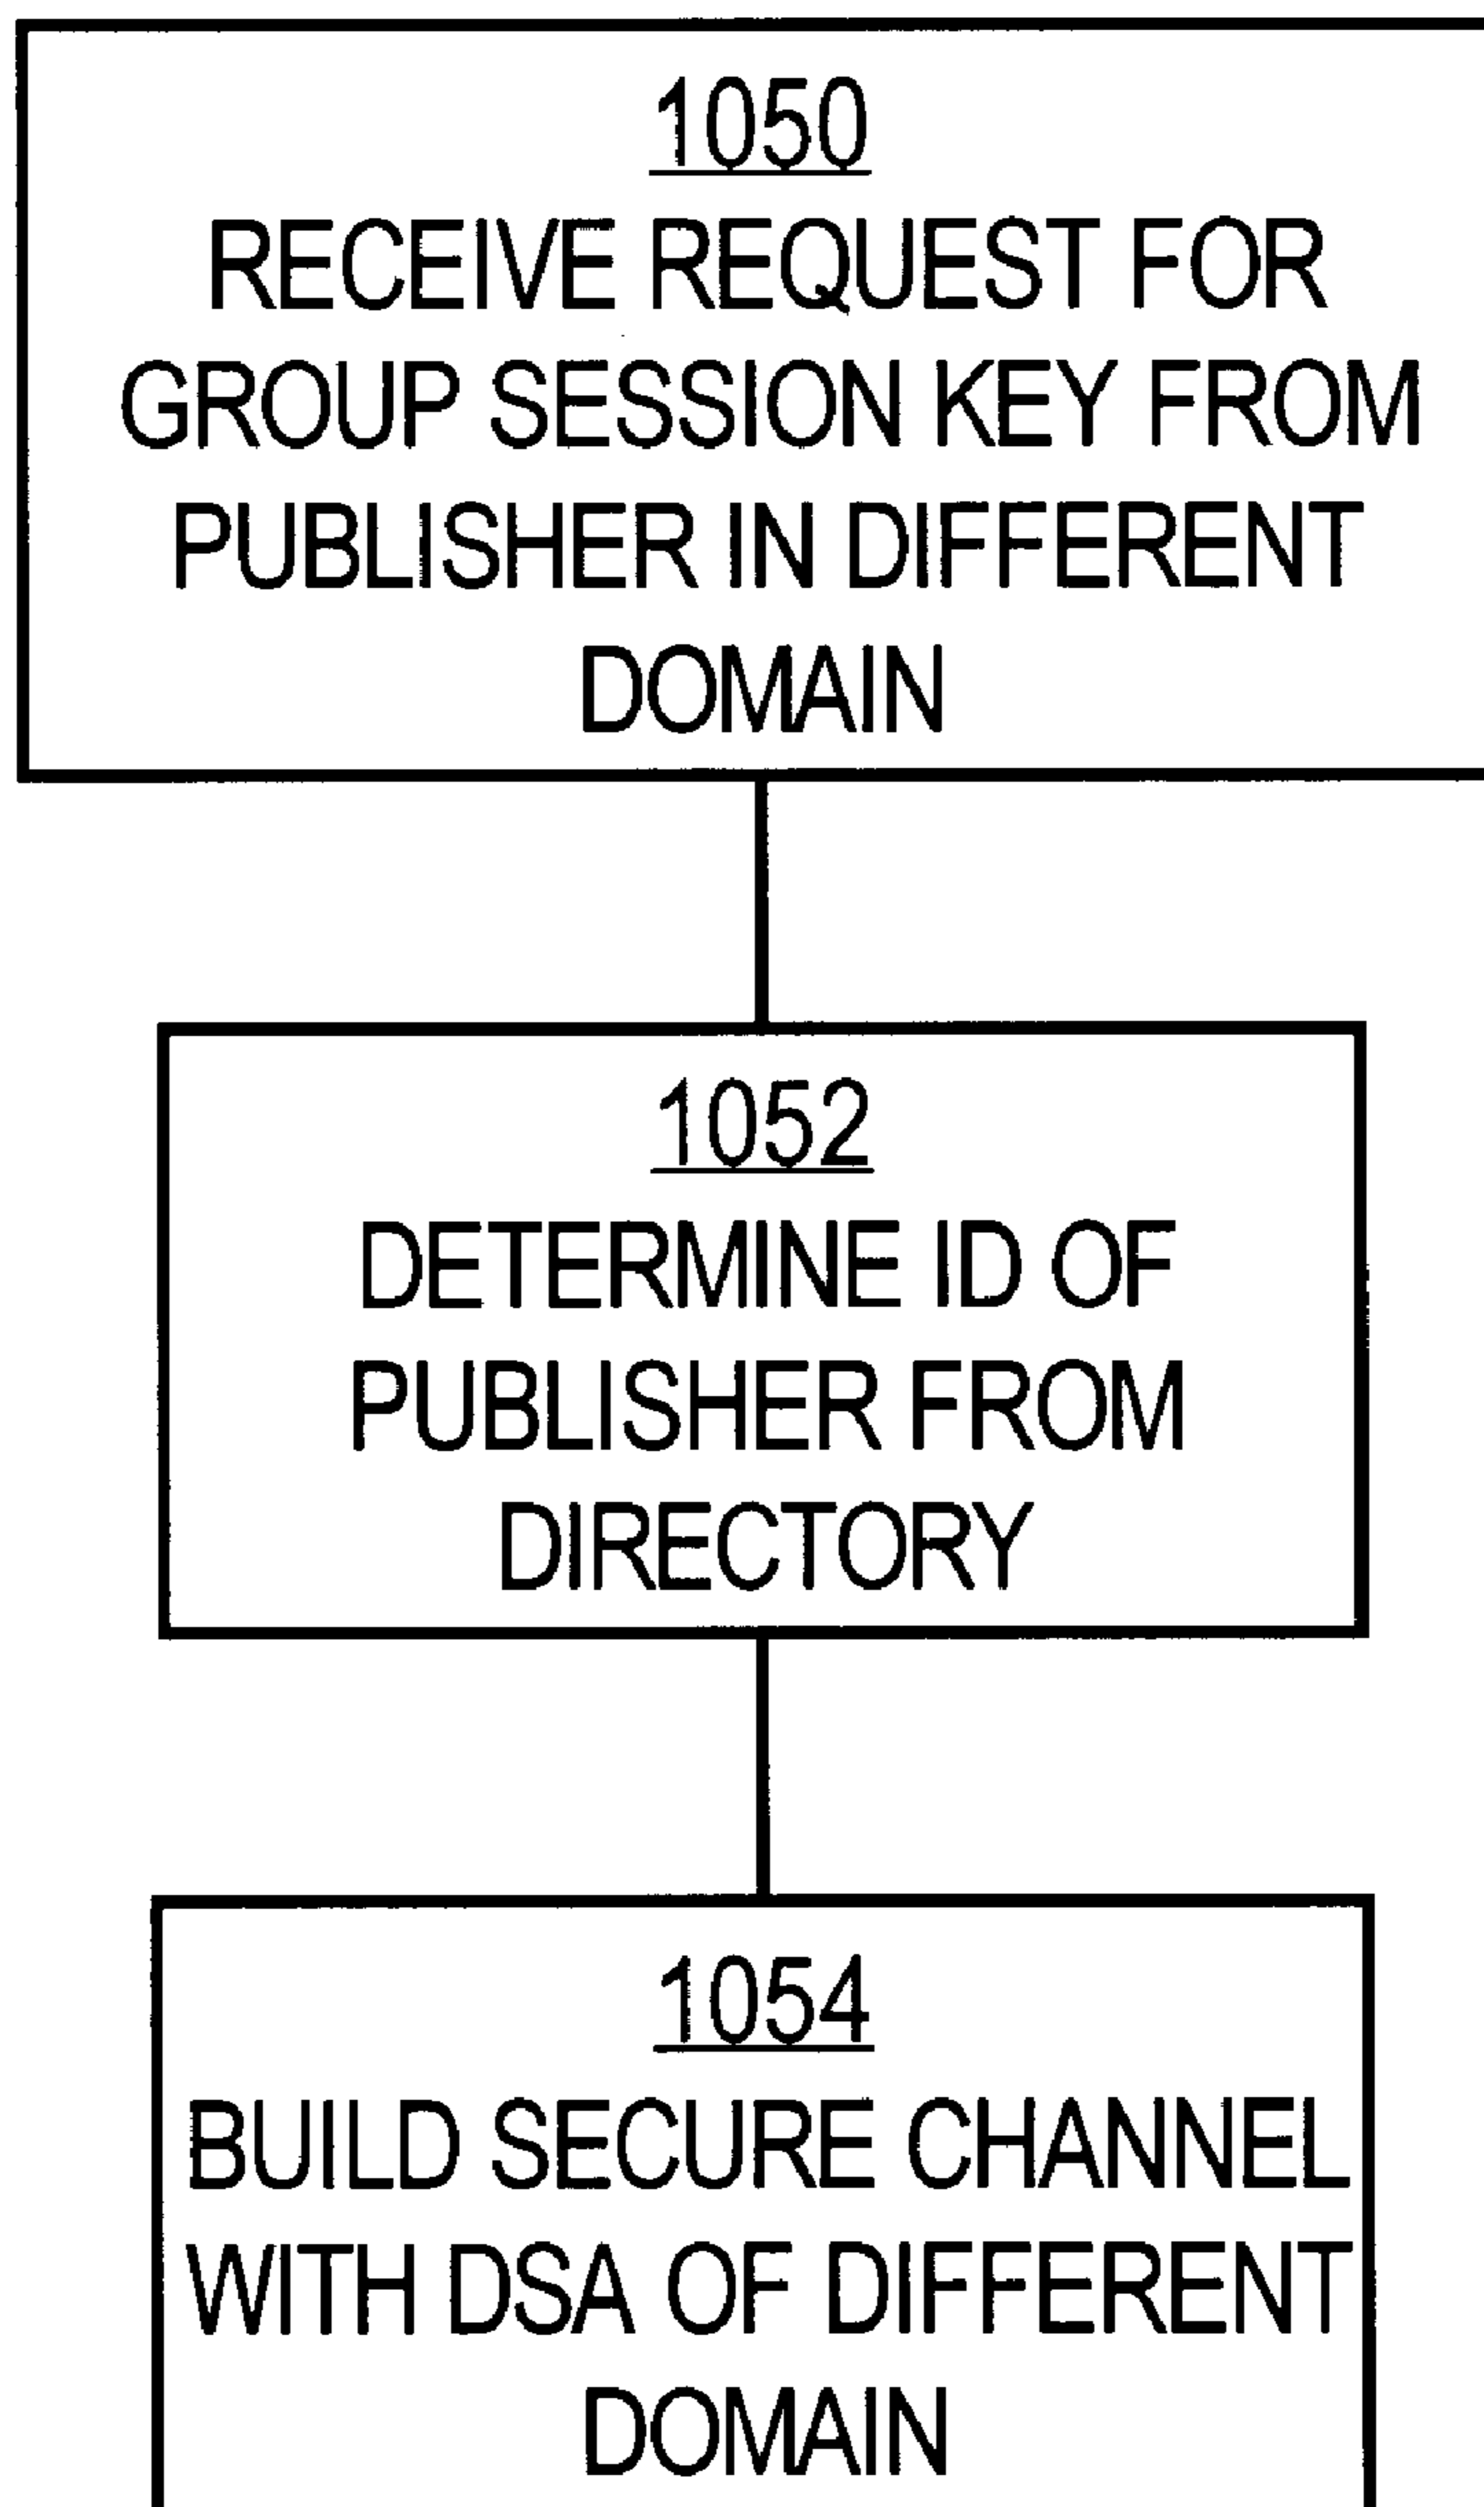 1050
RECEIVE REQUEST FOR
GROUP SESSION KEY FROM
PUBLISHER IN DIFFERENT
DOMAIN
1052
DETERMINE ID OF
PUBLISHER FROM
DIRECTORY
1054
BUILD SECURE CHANNEL
WITH DSA OF DIFFERENT
DOMAIN